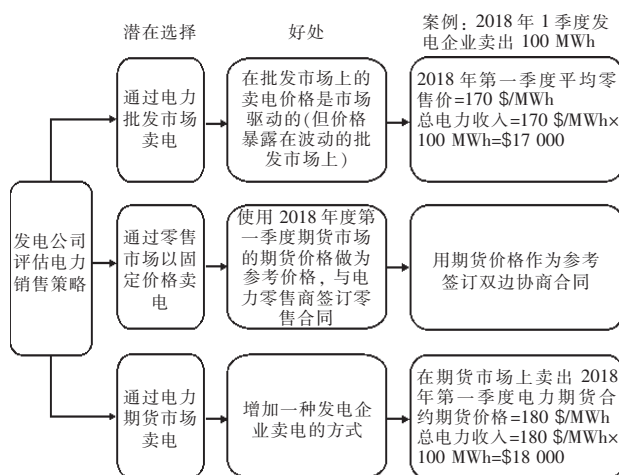 潜在选择
好处
案例：2018 年 1 季度发
电企业卖出 100 MWh
发电公司
评估电力
销售策略
通过电力
批发市场
卖电
在批发市场上的
卖电价格是市场
驱动的(但价格
暴露在波动的批
发市场上)
2018 年第一季度平均零
售价=170 $/MWh
总电力收入=170 $/MWh×
100 MWh=$17 000
通过零售
市场以固
定价格卖
电
使用 2018 年度第
一季度期货市场
的期货价格做为
参考价格，与电
力零售商签订零
售合同
用期货价格作为参考
签订双边协商合同
通过电力
期货市场
卖电
增加一种发电企
业卖电的方式
在期货市场上卖出 2018
年第一季度电力期货合
约期货价格=180 $/MWh
总电力收入=180 $/MWh×
100 MWh=$18 000